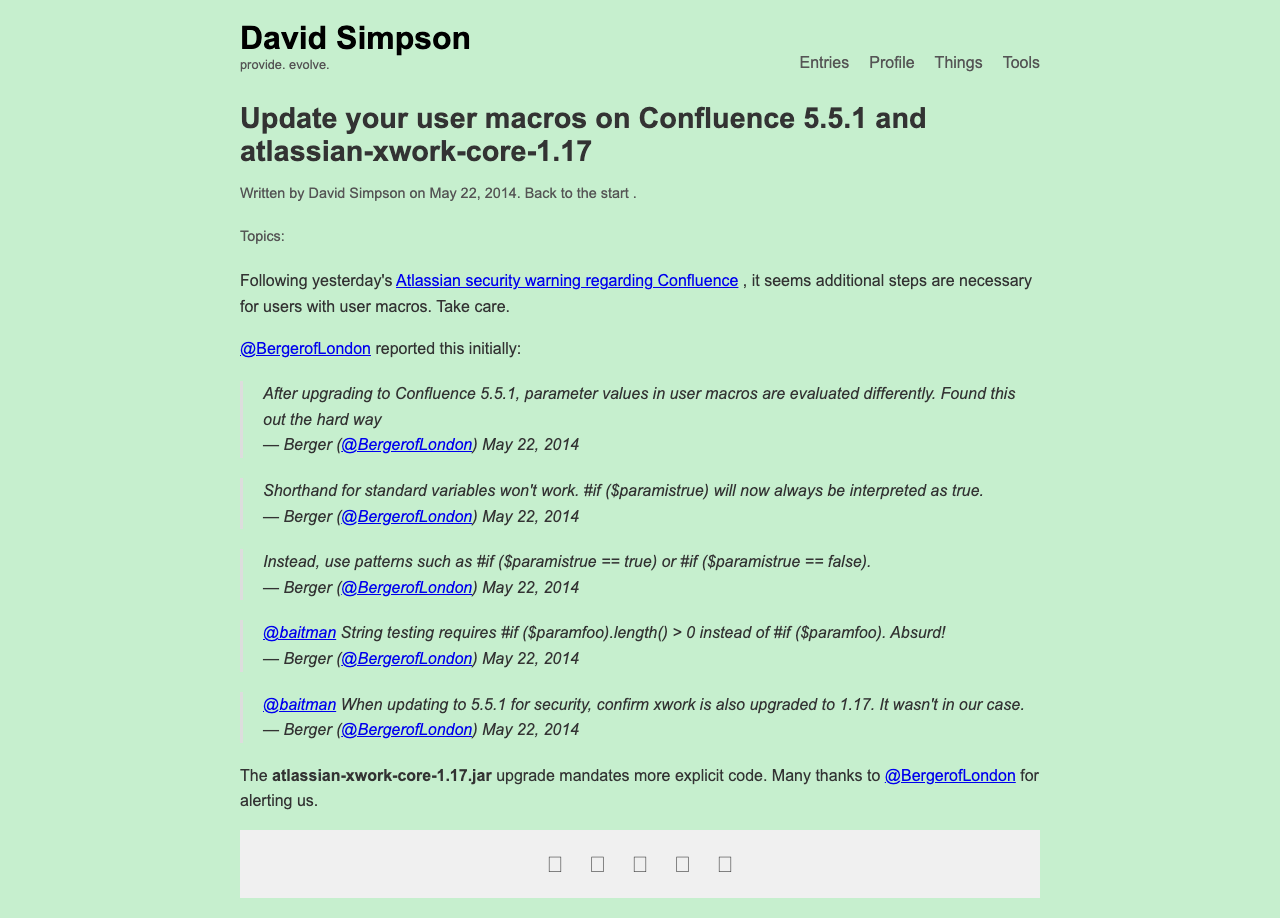 David Simpson
provide. evolve.
Entries Profile Things Tools
Update your user macros on Confluence 5.5.1 and
atlassian-xwork-core-1.17
Written by David Simpson on May 22, 2014. Back to the start .
Topics:
Following yesterday's Atlassian security warning regarding Confluence , it seems additional steps are necessary
for users with user macros. Take care.
@BergerofLondon reported this initially:
After upgrading to Confluence 5.5.1, parameter values in user macros are evaluated differently. Found this
out the hard way
— Berger (@BergerofLondon) May 22, 2014
Shorthand for standard variables won't work. #if ($paramistrue) will now always be interpreted as true.
— Berger (@BergerofLondon) May 22, 2014
Instead, use patterns such as #if ($paramistrue == true) or #if ($paramistrue == false).
— Berger (@BergerofLondon) May 22, 2014
@baitman String testing requires #if ($paramfoo).length() > 0 instead of #if ($paramfoo). Absurd!
— Berger (@BergerofLondon) May 22, 2014
@baitman When updating to 5.5.1 for security, confirm xwork is also upgraded to 1.17. It wasn't in our case.
— Berger (@BergerofLondon) May 22, 2014
The atlassian-xwork-core-1.17.jar upgrade mandates more explicit code. Many thanks to @BergerofLondon for
alerting us.